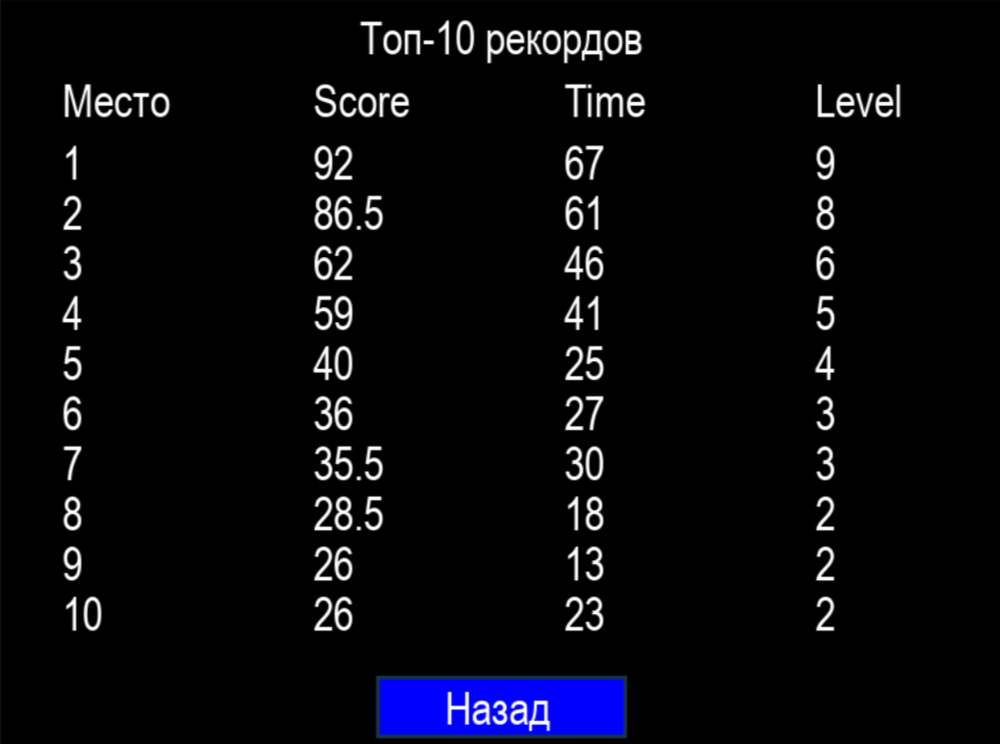 Топ-10 рекордов
Место Score Time Level
1 92 67 9
2 86.5 61 8
3 62 46 6
4 59 41 5
5 40 25 4
6 36 27 3
7 35.5 30 3
8 28.5 18 2
9 26 13 2
10 26 23 2
Назад